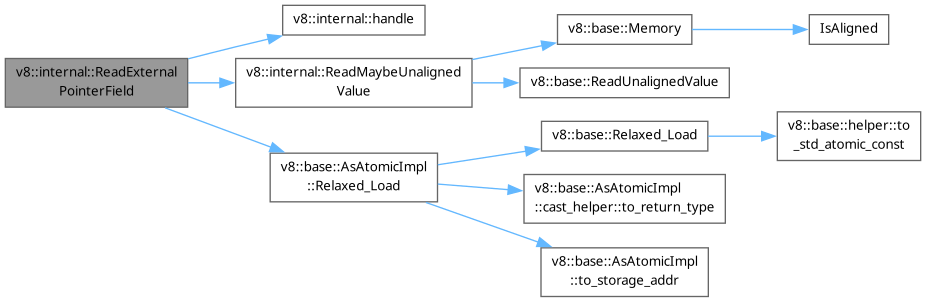 v8::internal::ReadExternal
PointerField
v8::internal::handle
v8::internal::ReadMaybeUnaligned
Value
v8::base::AsAtomicImpl
::Relaxed_Load
v8::base::Memory
v8::base::ReadUnalignedValue
v8::base::Relaxed_Load
v8::base::AsAtomicImpl
::cast_helper::to_return_type
v8::base::AsAtomicImpl
::to_storage_addr
IsAligned
v8::base::helper::to
_std_atomic_const